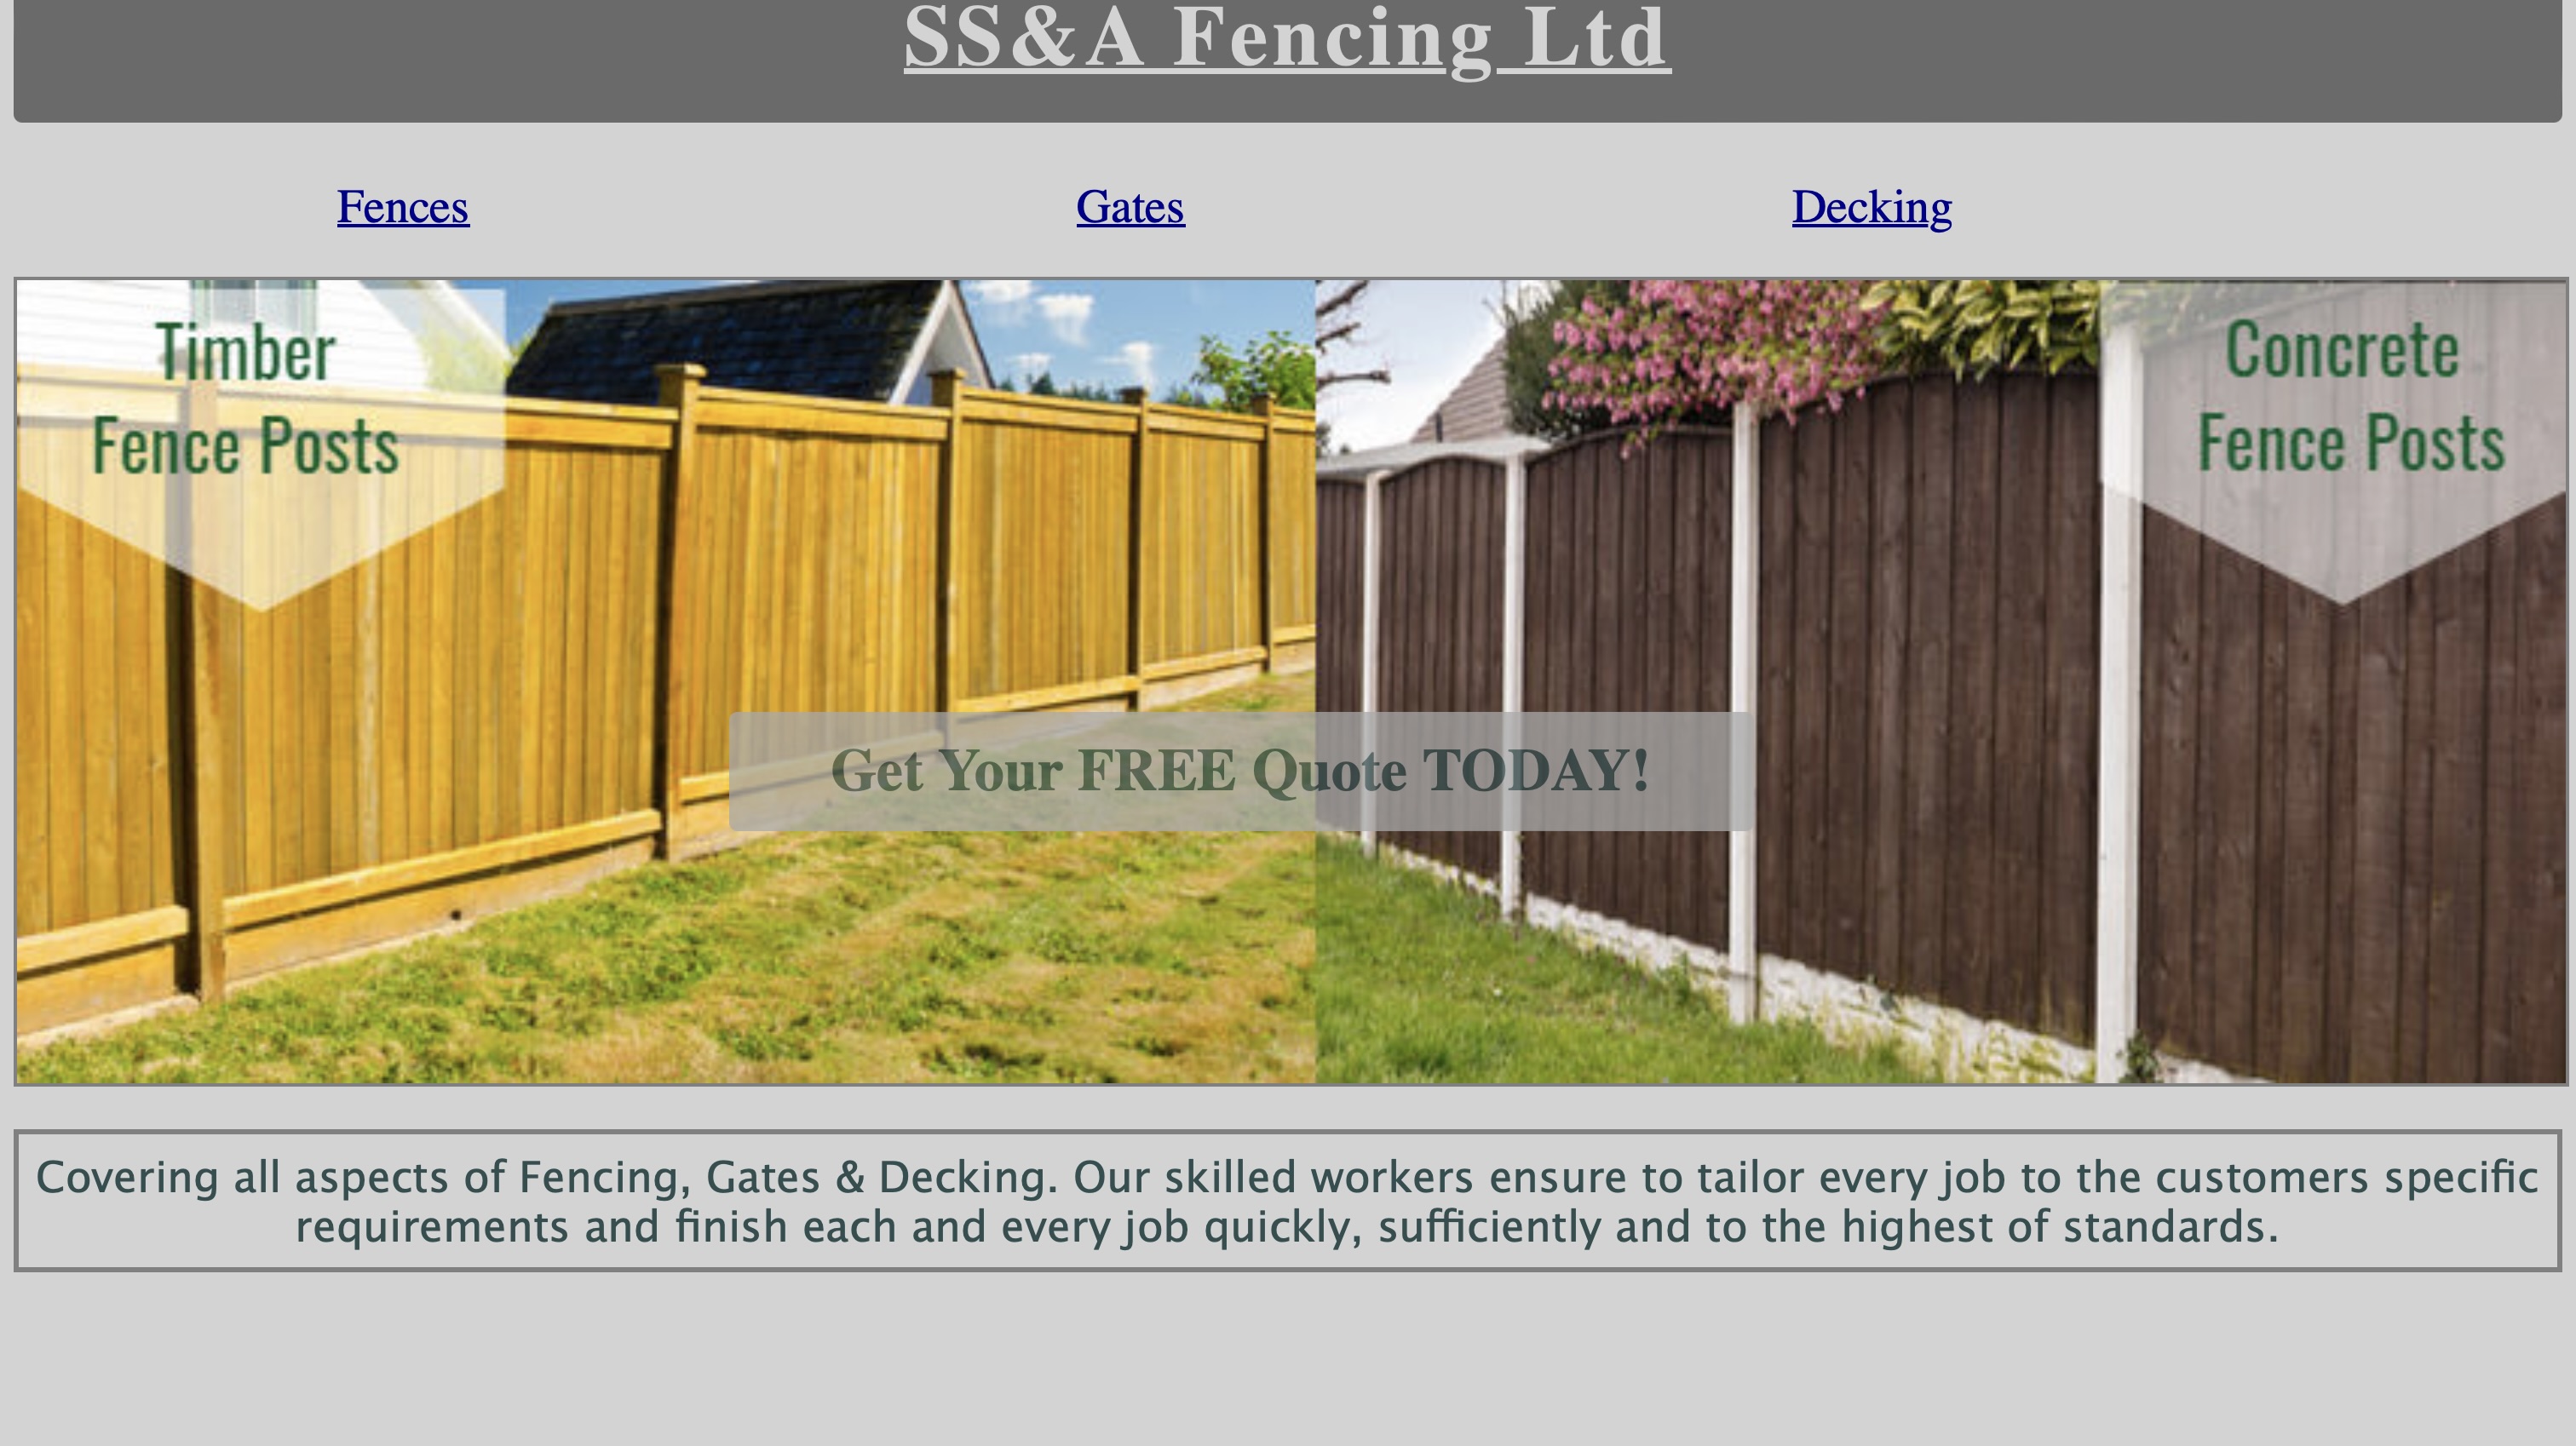 SS&A Fencing Ltd
Fences
Gates
Decking
Timber
Fence Posts
Concrete
Fence Posts
Get Your FREE Quote TODAY!
Covering all aspects of Fencing, Gates & Decking. Our skilled workers ensure to tailor every job to the customers specific
requirements and finish each and every job quickly, sufficiently and to the highest of standards.